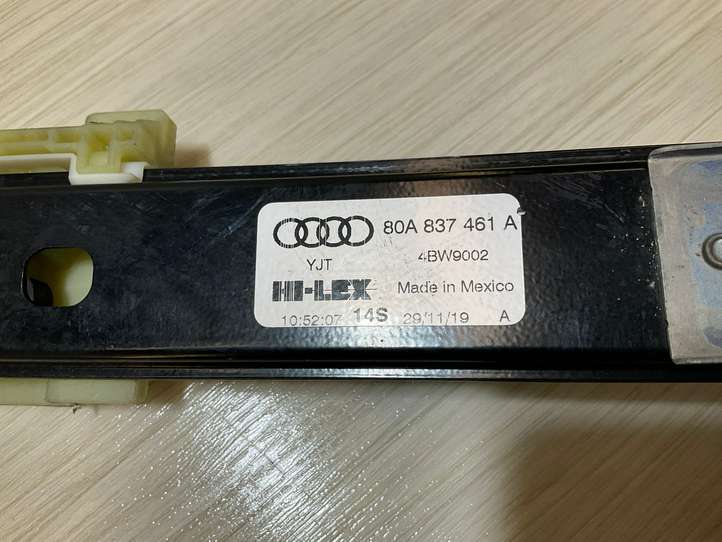 80A 837 461 A
YJT 4BW9002
HI-LEX Made in Mexico
10:52:07 14S 29/11/19 A